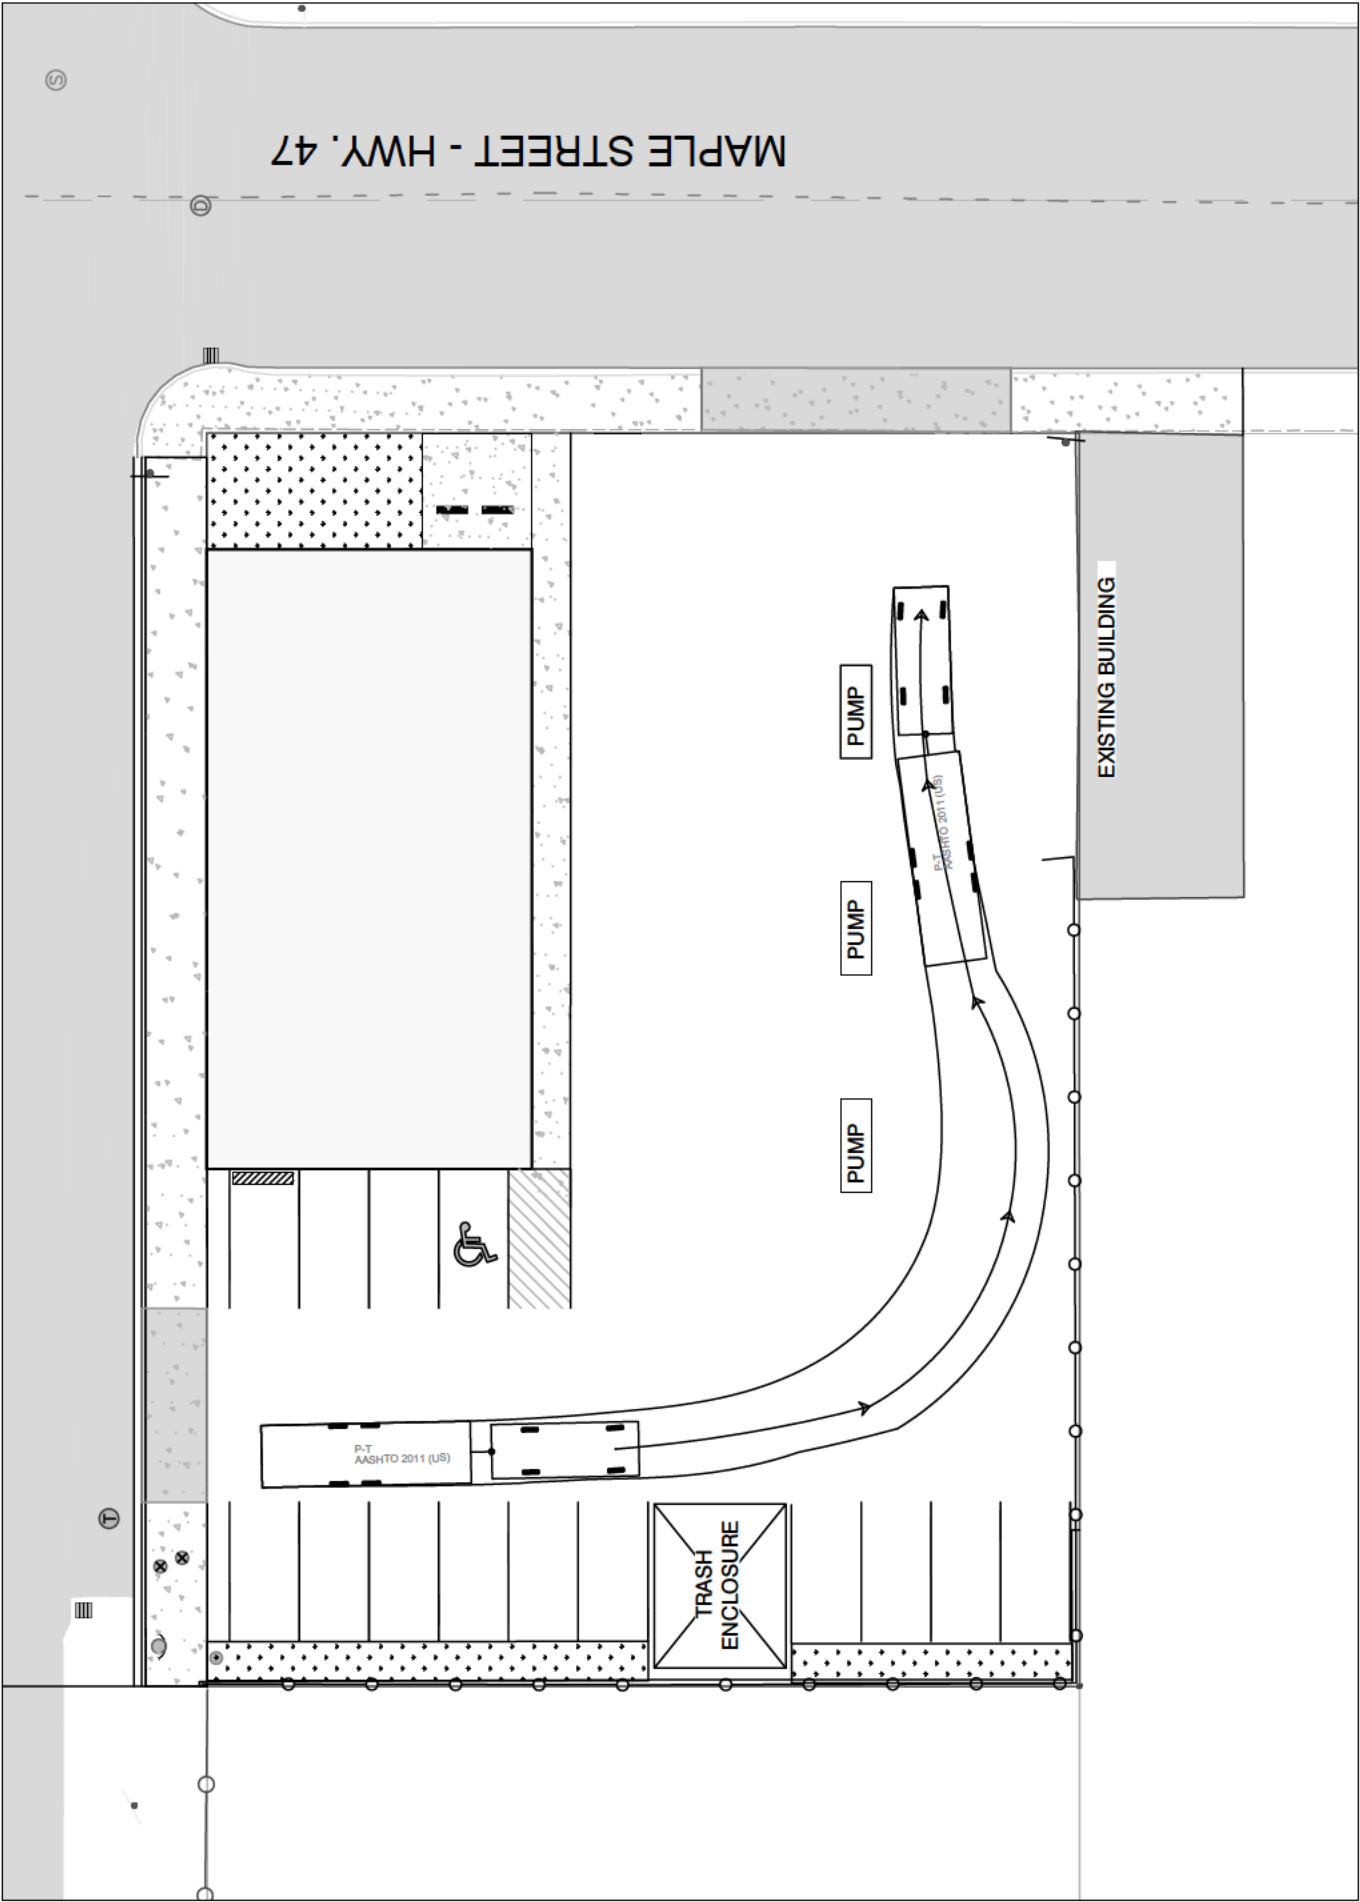 MAPLE STREET - HWY. 47
Ⓢ
Ⓓ
EXISTING BUILDING
PUMP
P-T
AASHTO 2011 (US)
PUMP
PUMP
P-T
AASHTO 2011 (US)
Ⓣ
TRASH
ENCLOSURE